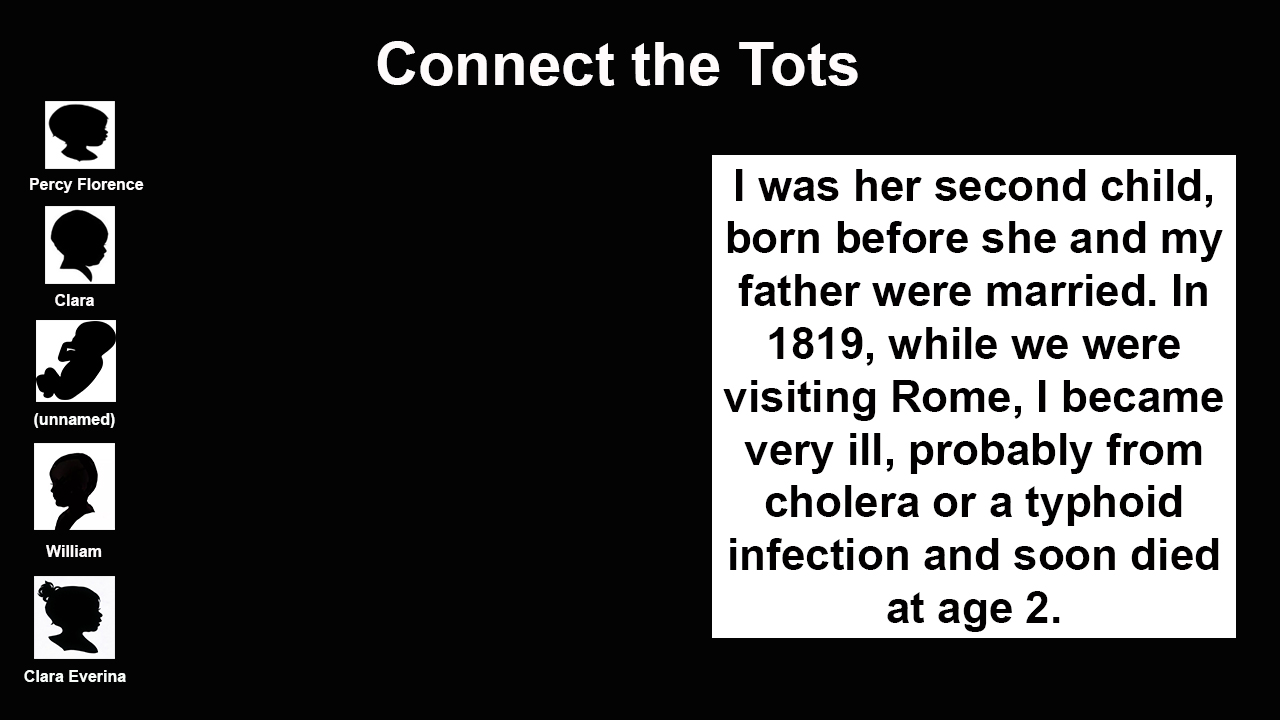 Connect the Tots
Percy Florence
Clara
(unnamed)
William
Clara Everina
I was her second child,
born before she and my
father were married. In
1819, while we were
visiting Rome, I became
very ill, probably from
cholera or a typhoid
infection and soon died
at age 2.